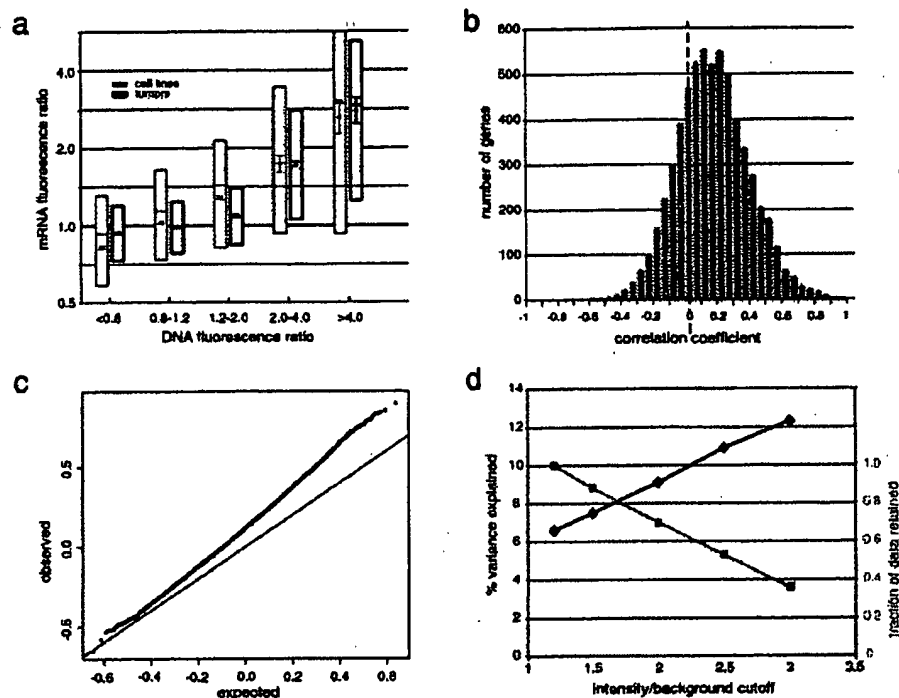 a
mRNA fluorescence ratio
4.0
2.0
1.0
0.5
cell lines
tumors
<0.8
0.8-1.2
1.2-2.0
2.0-4.0
>4.0
DNA fluorescence ratio
b
number of genes
600
500
400
300
200
100
0
-1 -0.8 -0.6 -0.4 -0.2 0 0.2 0.4 0.6 0.8 1
correlation coefficient
c
observed
0.5
0.0
-0.5
-0.6 -0.4 -0.2 0.0 0.2 0.4 0.6 0.8
expected
d
% variance explained
14
12
10
8
6
4
2
0
1 1.5 2 2.5 3 3.5
intensity/background cutoff
fraction of data retained
1.0
0.8
0.6
0.4
0.2
0